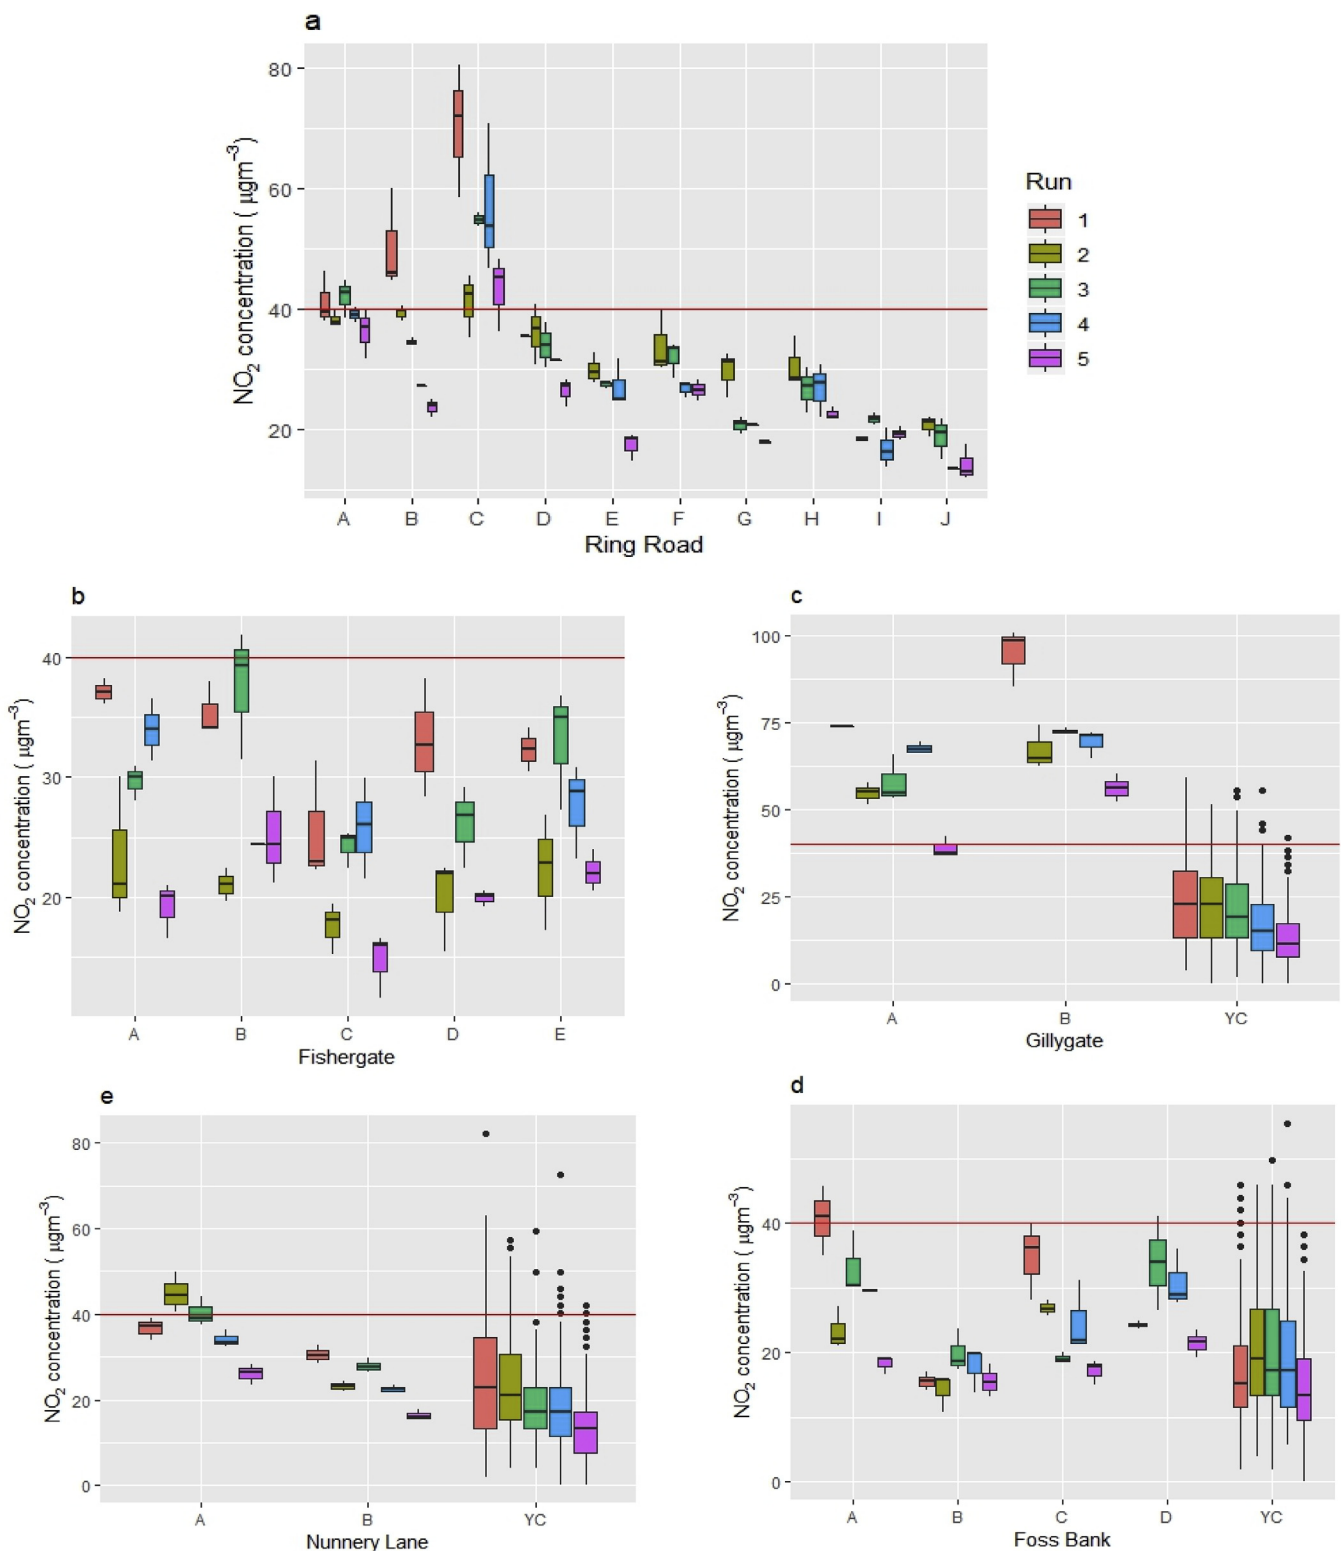 a
NO₂ concentration ( μgm⁻³)
80
60
40
20
A B C D E F G H I J
Ring Road
Run
1
2
3
4
5
b
NO₂ concentration ( μgm⁻³)
40
30
20
A B C D E
Fishergate
c
NO₂ concentration ( μgm⁻³)
100
75
50
25
0
A B YC
Gillygate
e
NO₂ concentration ( μgm⁻³)
80
60
40
20
0
A B YC
Nunnery Lane
d
NO₂ concentration ( μgm⁻³)
40
20
0
A B C D YC
Foss Bank